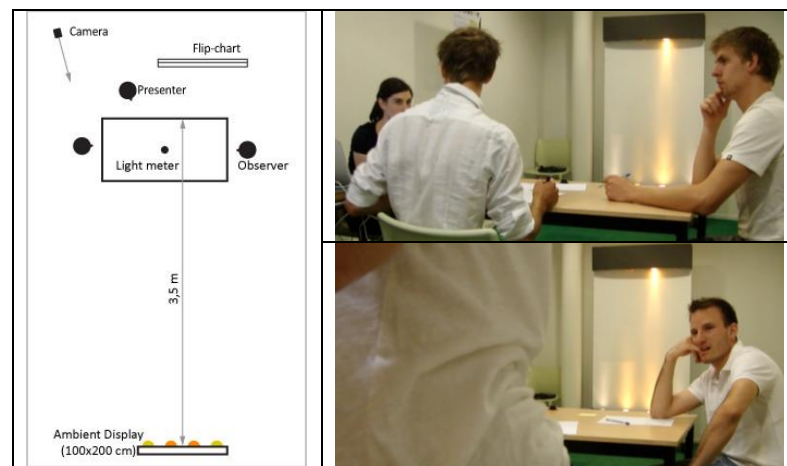 Camera
Flip-chart
Presenter
Light meter
Observer
3,5 m
Ambient Display
(100x200 cm)